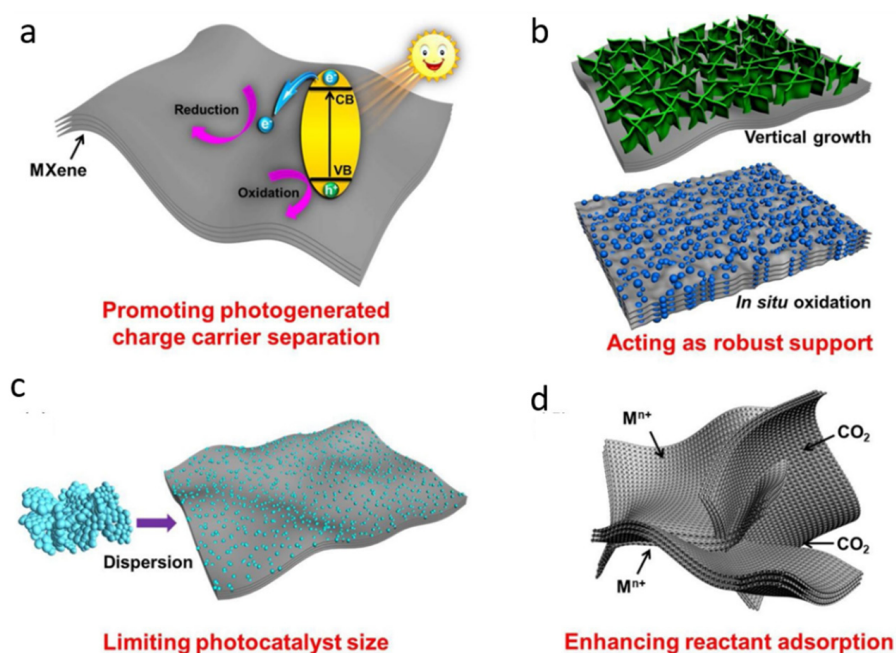 a
e⁻
CB
Reduction
e⁻
MXene
VB
Oxidation
h⁺
Promoting photogenerated
charge carrier separation
b
Vertical growth
In situ oxidation
Acting as robust support
c
Dispersion
Limiting photocatalyst size
d
Mⁿ⁺
CO₂
CO₂
Mⁿ⁺
Enhancing reactant adsorption